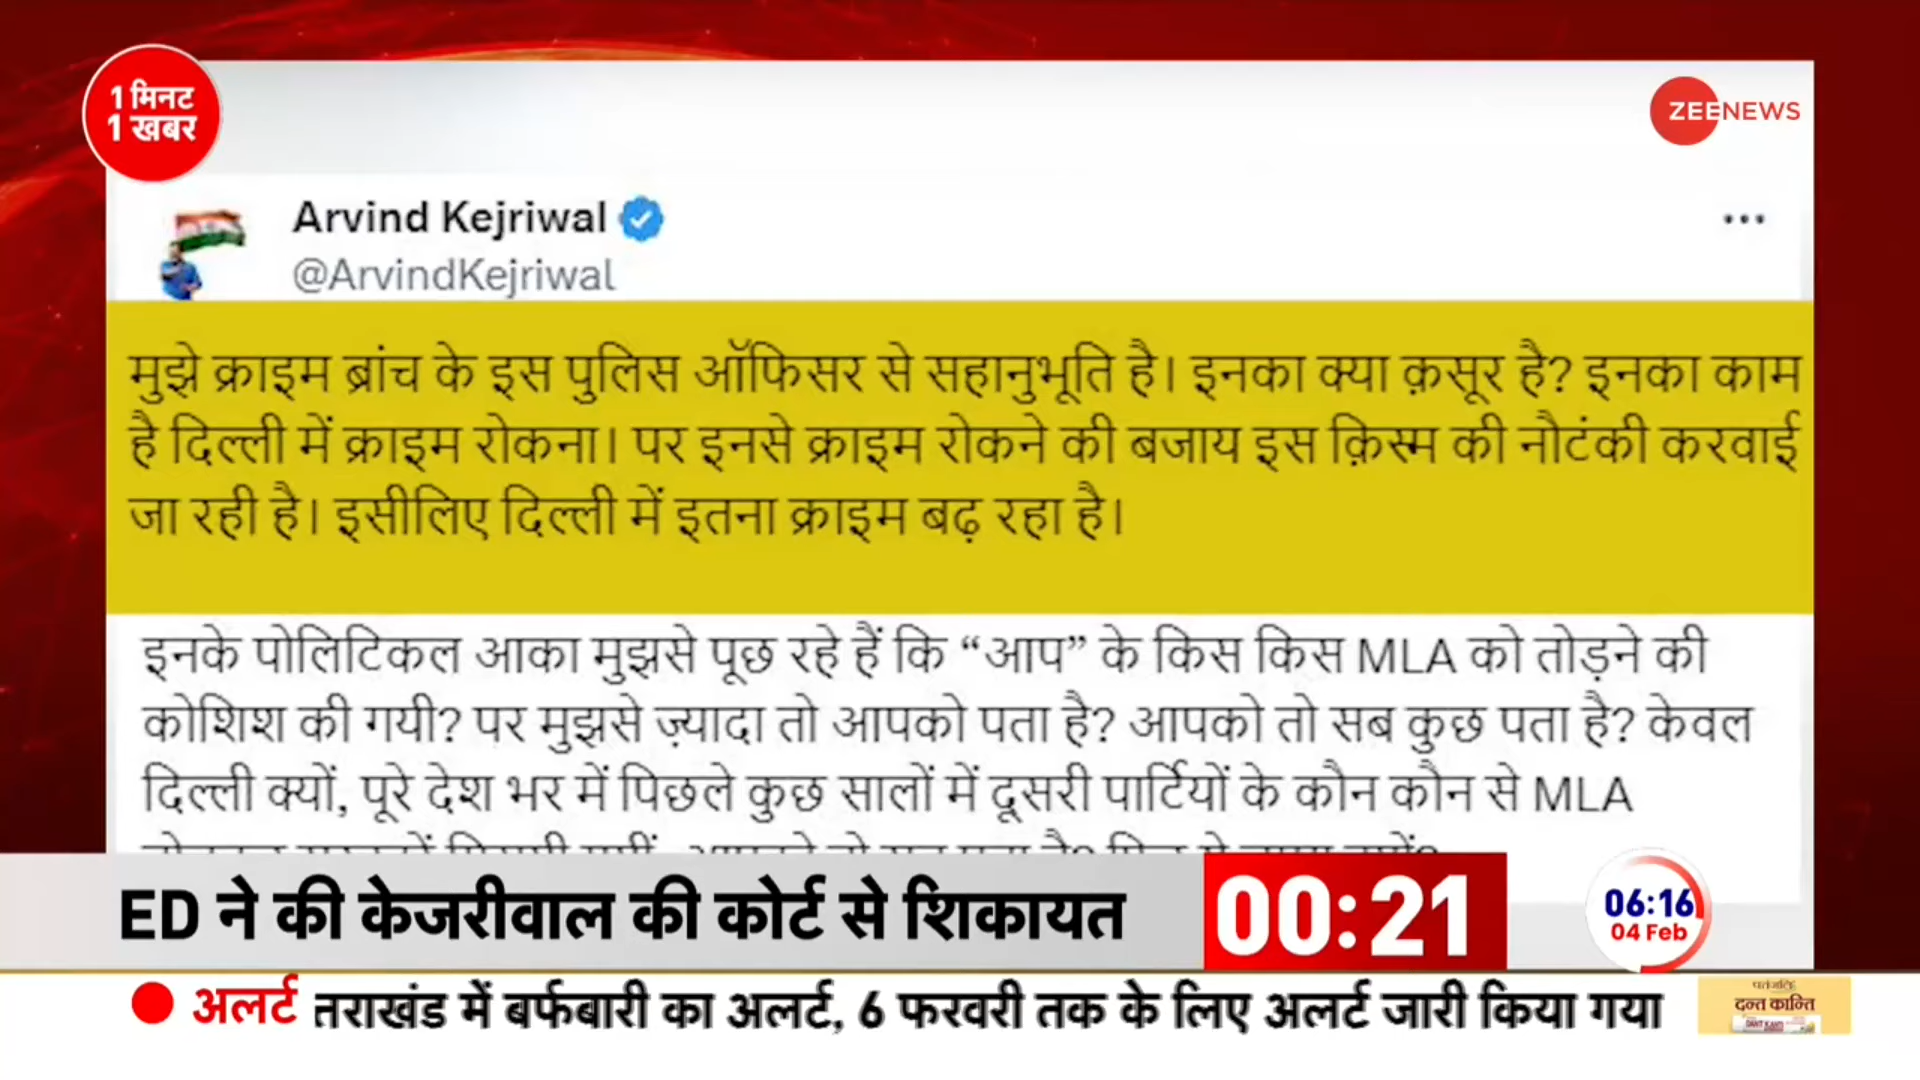 1 मिनट
1 खबर
ZEENEWS
Arvind Kejriwal
@ArvindKejriwal
मुझे क्राइम ब्रांच के इस पुलिस ऑफिसर से सहानुभूति है। इनका क्या क़सूर है? इनका काम
है दिल्ली में क्राइम रोकना। पर इनसे क्राइम रोकने की बजाय इस क़िस्म की नौटंकी करवाई
जा रही है। इसीलिए दिल्ली में इतना क्राइम बढ़ रहा है।
इनके पोलिटिकल आका मुझसे पूछ रहे हैं कि “आप” के किस किस MLA को तोड़ने की
कोशिश की गयी? पर मुझसे ज़्यादा तो आपको पता है? आपको तो सब कुछ पता है? केवल
दिल्ली क्यों, पूरे देश भर में पिछले कुछ सालों में दूसरी पार्टियों के कौन कौन से MLA
ED ने की केजरीवाल की कोर्ट से शिकायत
00:21
06:16
04 Feb
अलर्ट
तराखंड में बर्फबारी का अलर्ट, 6 फरवरी तक के लिए अलर्ट जारी किया गया
पतंजलि
दन्त कान्ति